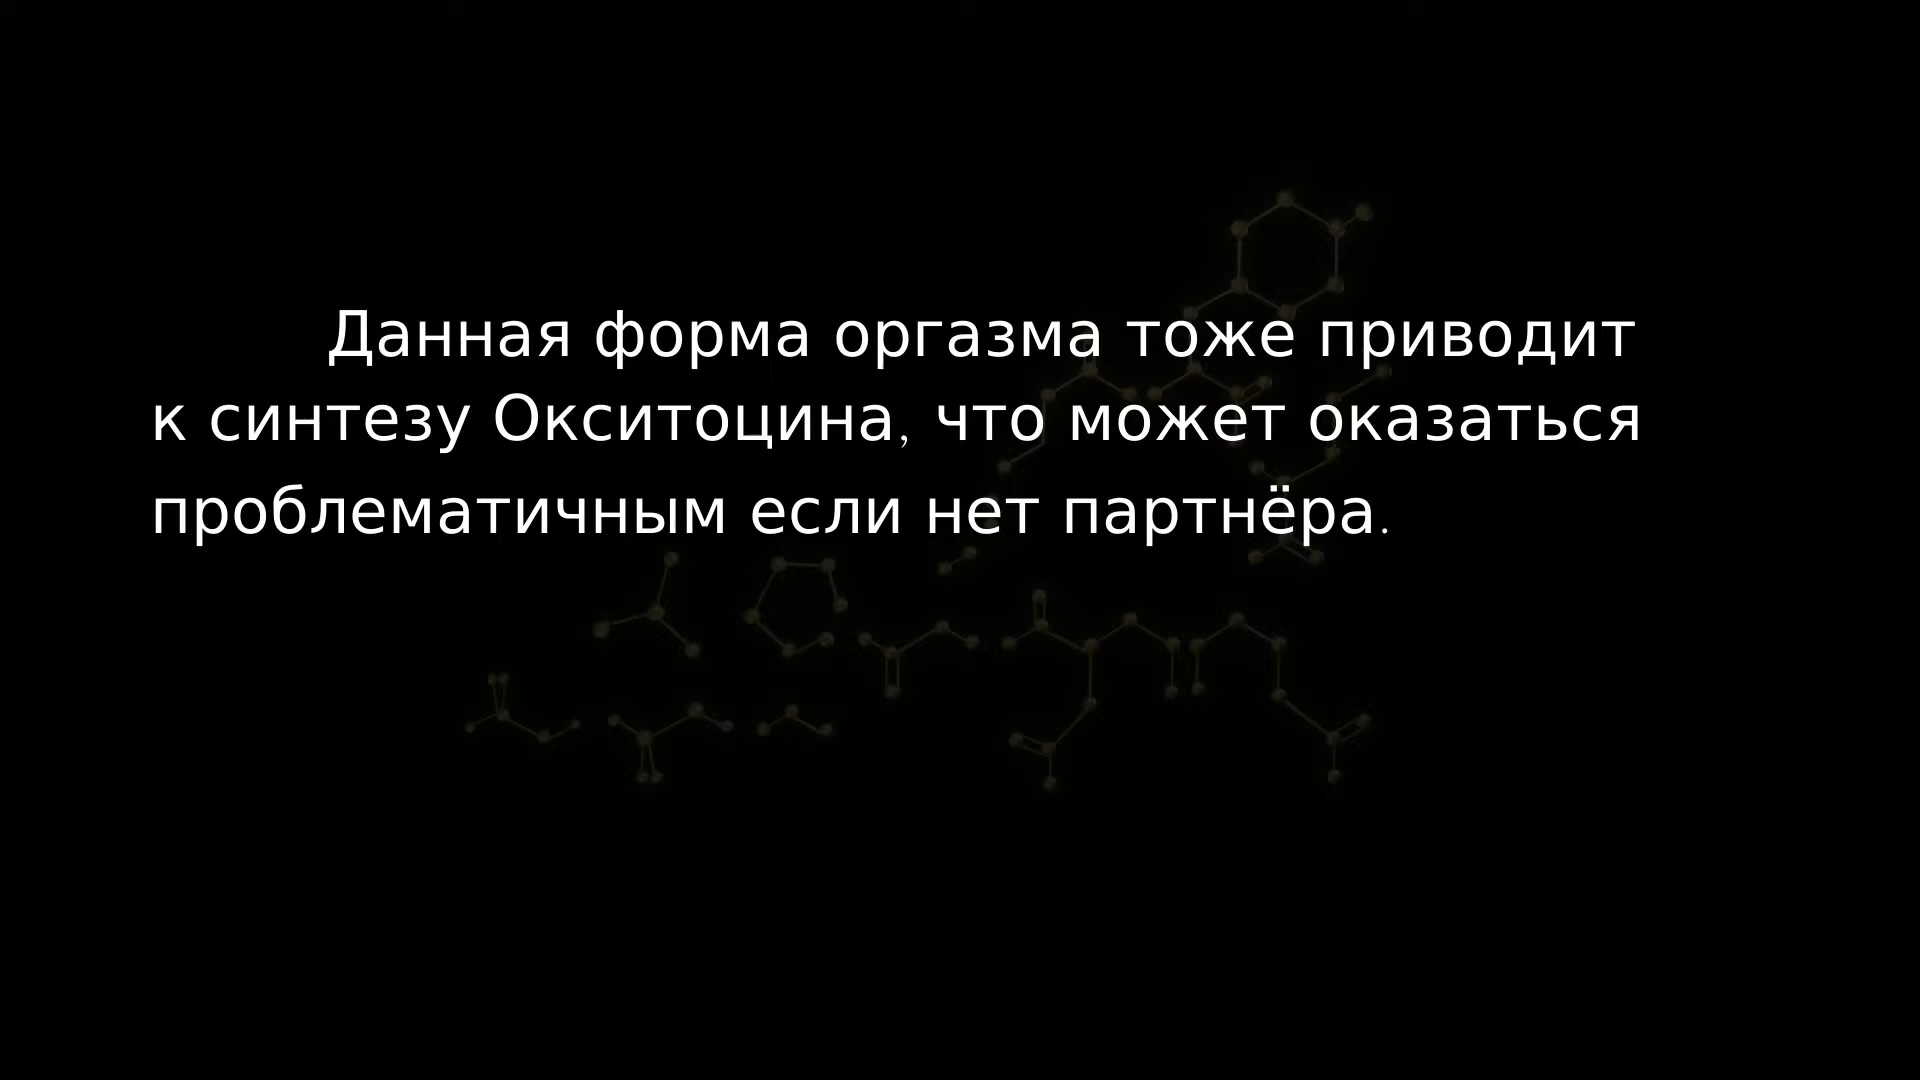 Данная форма оргазма тоже приводит
к синтезу Окситоцина, что может оказаться
проблематичным если нет партнёра.